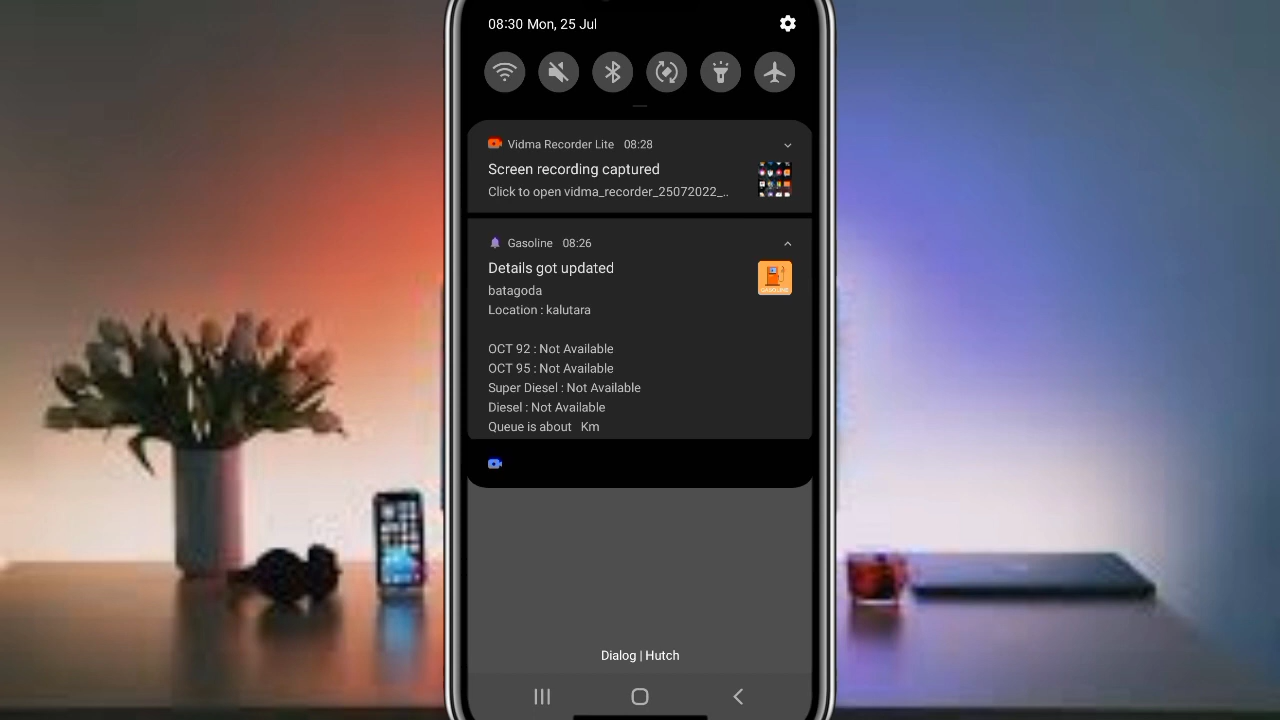 08:30 Mon, 25 Jul
Vidma Recorder Lite 08:28
Screen recording captured
Click to open vidma_recorder_25072022_..
Gasoline 08:26
Details got updated
batagoda
Location : kalutara
OCT 92 : Not Available
OCT 95 : Not Available
Super Diesel : Not Available
Diesel : Not Available
Queue is about Km
Dialog | Hutch